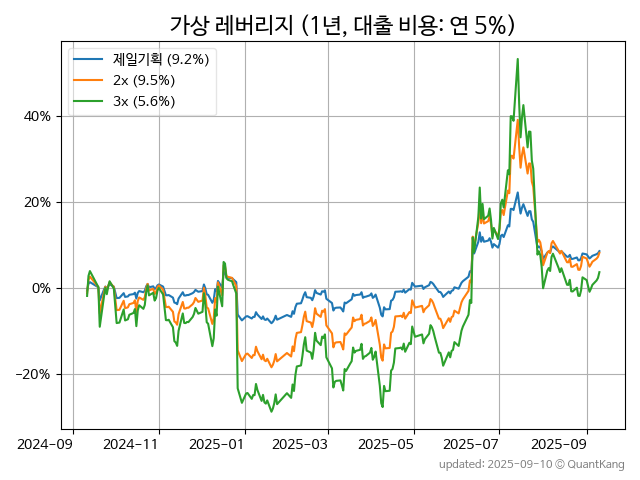 가상 레버리지 (1년, 대출 비용: 연 5%)
제일기획 (9.2%)
2x (9.5%)
3x (5.6%)
40%
20%
0%
−20%
2024-09 2024-11 2025-01 2025-03 2025-05 2025-07 2025-09
updated: 2025-09-10 © QuantKang